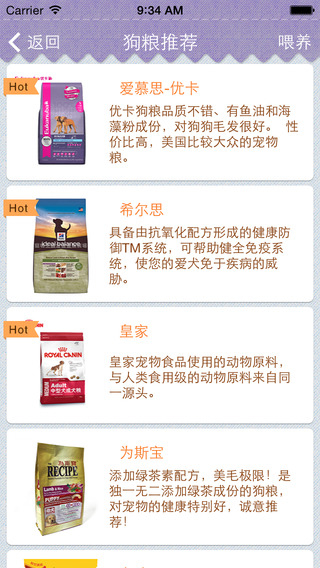 Carrier 9:34 AM
返回 狗粮推荐 喂养
Hot
Eukanuba
爱慕思-优卡
优卡狗粮品质不错、有鱼油和海
藻粉成份，对狗狗毛发很好。 性
价比高，美国比较大众的宠物
粮。
Hot
ideal balance
希尔思
具备由抗氧化配方形成的健康防
御TM系统，可帮助健全免疫系
统，使您的爱犬免于疾病的威
胁。
Hot
ROYAL CANIN
Adult
中型犬成犬粮
皇家
皇家宠物食品使用的动物原料，
与人类食用级的动物原料来自同
一源头。
RECIPE
Lamb & Rice
PUPPY
为斯宝
添加绿茶素配方，美毛极限！是
独一无二添加绿茶成份的狗粮，
对宠物的健康特别好，诚意推
荐！